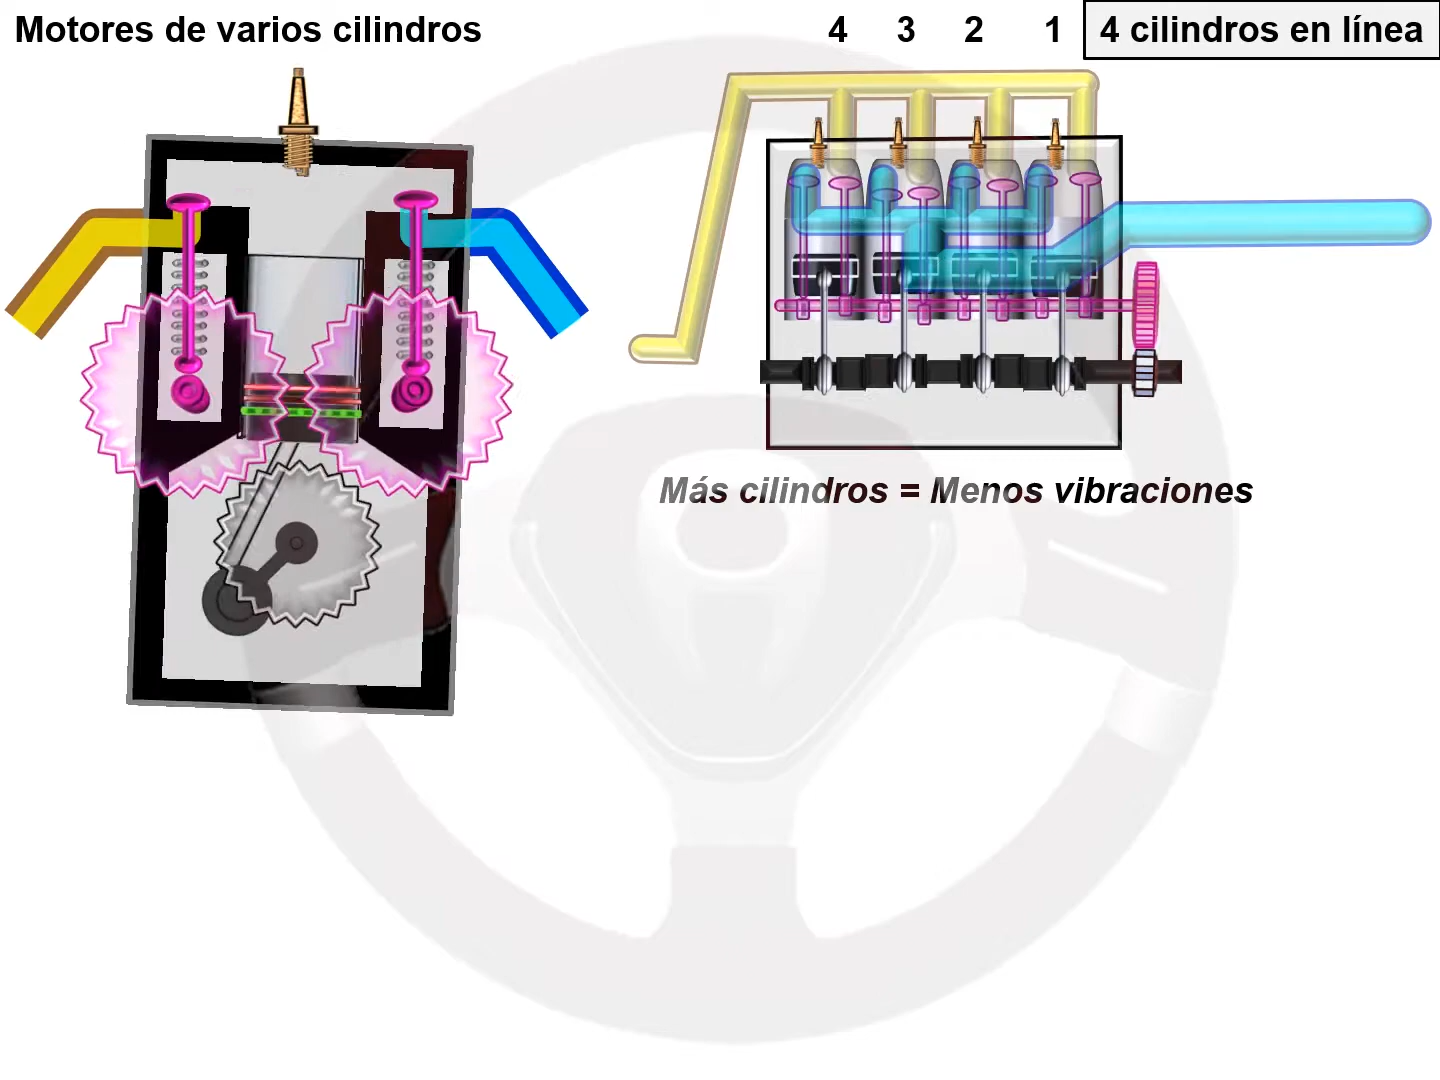 Motores de varios cilindros
4 3 2 1
4 cilindros en línea
Más cilindros = Menos vibraciones